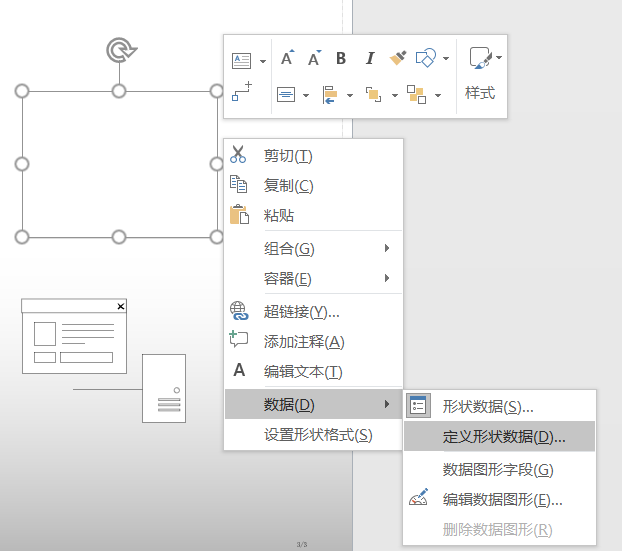 A A B I
样式
剪切(T)
复制(C)
粘贴
组合(G)
容器(E)
超链接(Y)...
添加注释(A)
A 编辑文本(T)
数据(D)
形状数据(S)...
设置形状格式(S)
定义形状数据(D)...
数据图形字段(G)
编辑数据图形(E)...
删除数据图形(R)
3/3